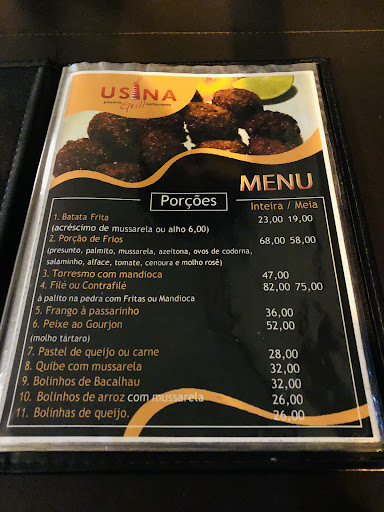 USINA
pizzaria grill restaurante
MENU
Porções
Inteira / Meia
1. Batata Frita 23,00 19,00
(acréscimo de mussarela ou alho 6,00)
2. Porção de Frios 68,00 58,00
(presunto, palmito, mussarela, azeitona, ovos de codorna,
salaminho, alface, tomate, cenoura e molho rosê)
3. Torresmo com mandioca 47,00
4. Filé ou Contrafilé 82,00 75,00
à palito na pedra com Fritas ou Mandioca
5. Frango à passarinho 36,00
6. Peixe ao Gourjon 52,00
(molho tártaro)
7. Pastel de queijo ou carne 28,00
8. Quibe com mussarela 32,00
9. Bolinhos de Bacalhau 32,00
10. Bolinhos de arroz com mussarela 26,00
11. Bolinhas de queijo. 26,00